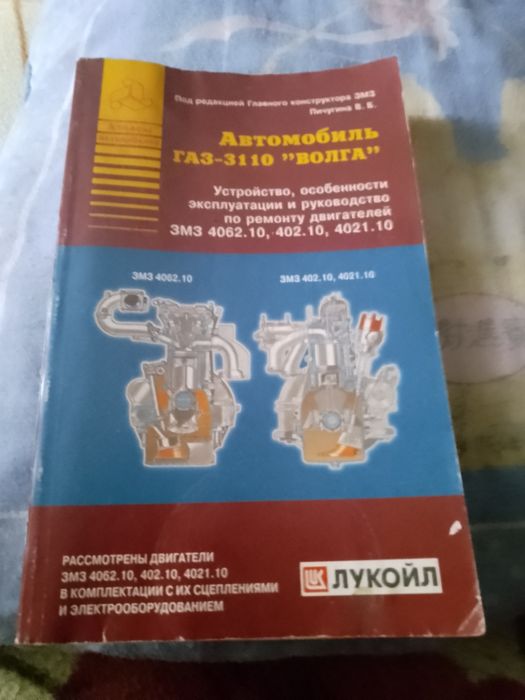 Под редакцией Главного конструктора ЗМЗ
Пичугина В. Б.
Автомобиль
ГАЗ-3110 "ВОЛГА"
Устройство, особенности
эксплуатации и руководство
по ремонту двигателей
ЗМЗ 4062.10, 402.10, 4021.10
ЗМЗ 4062.10
ЗМЗ 402.10, 4021.10
РАССМОТРЕНЫ ДВИГАТЕЛИ
ЗМЗ 4062.10, 402.10, 4021.10
В КОМПЛЕКТАЦИИ С ИХ СЦЕПЛЕНИЯМИ
И ЭЛЕКТРООБОРУДОВАНИЕМ
ЛУКОЙЛ